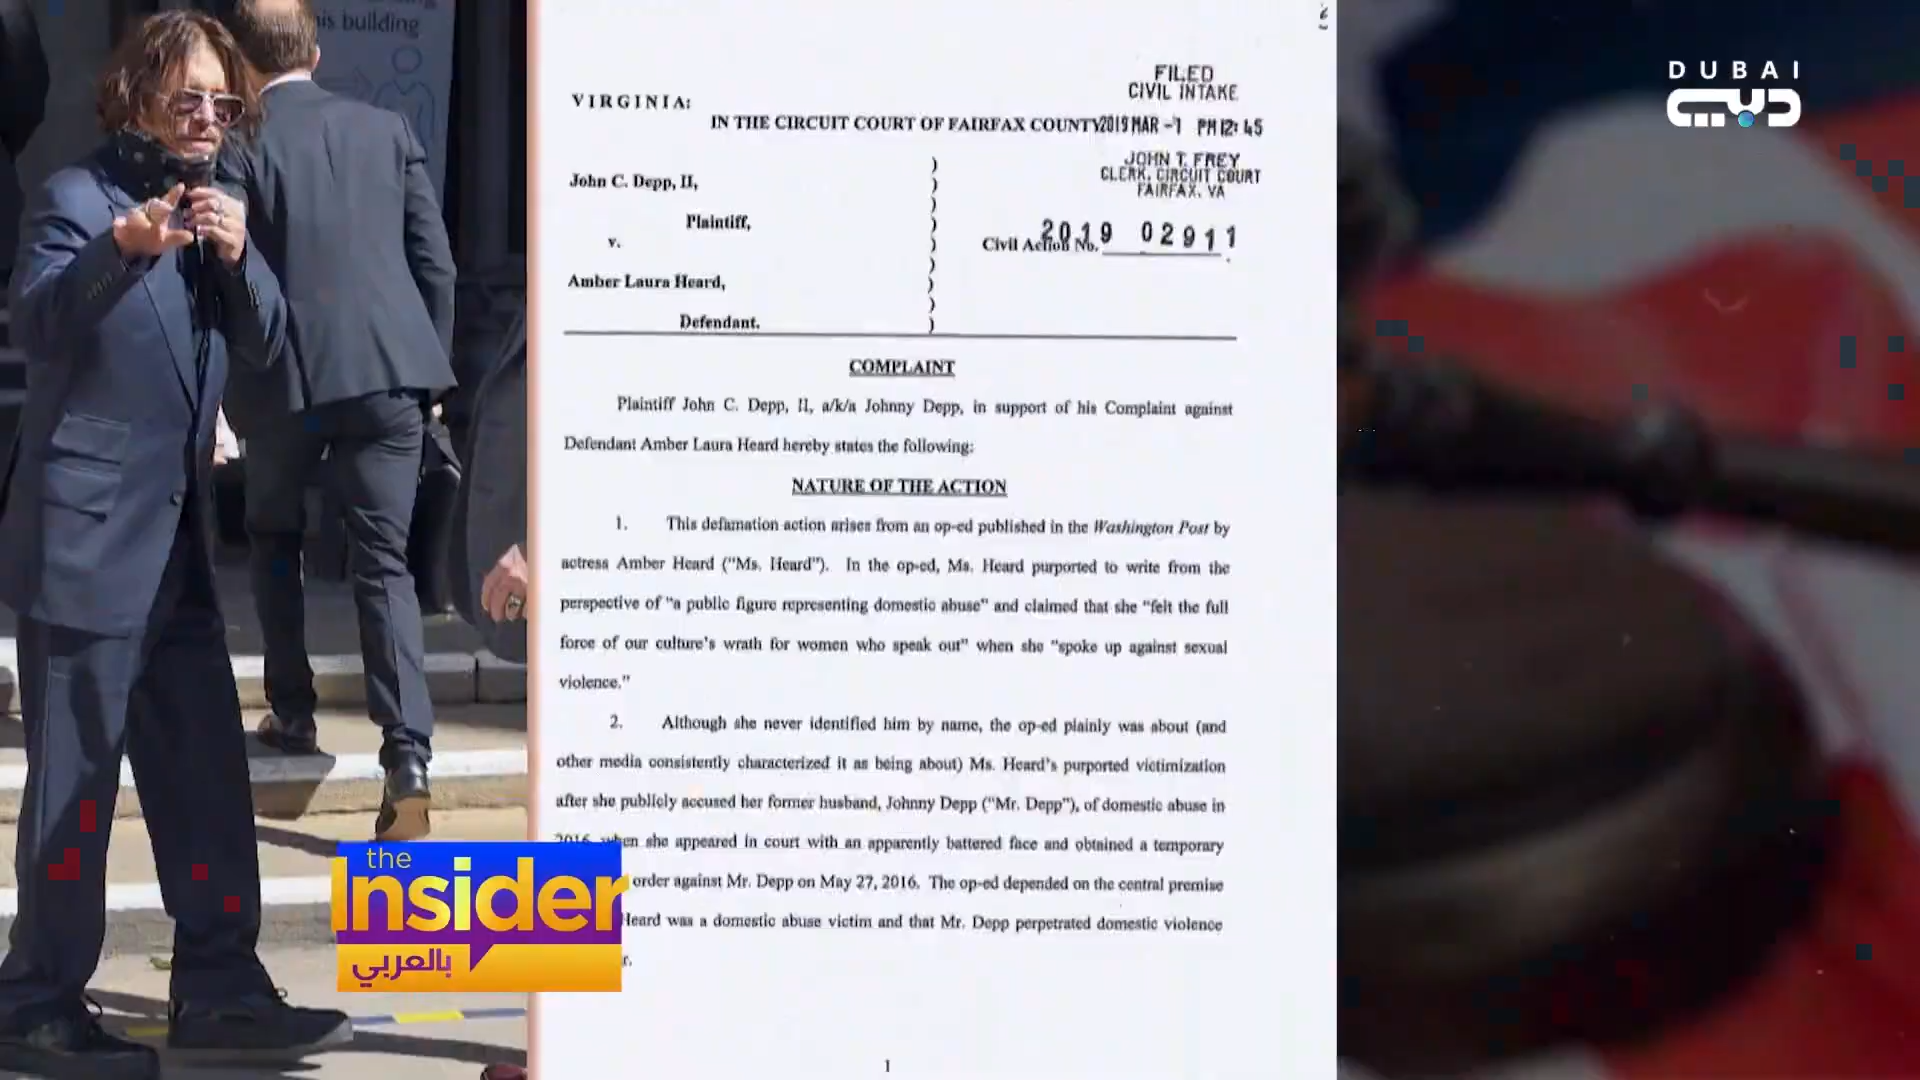 his building
DUBAI
دبي
FILED
CIVIL INTAKE
VIRGINIA:
IN THE CIRCUIT COURT OF FAIRFAX COUNTY
2019 MAR -1 PM 12: 45
JOHN T. FREY
CLERK, CIRCUIT COURT
FAIRFAX, VA
John C. Depp, II,
Plaintiff,
v.
Civil Action No. 2019 02911
Amber Laura Heard,
Defendant.
COMPLAINT
Plaintiff John C. Depp, II, a/k/a Johnny Depp, in support of his Complaint against
Defendant Amber Laura Heard hereby states the following:
NATURE OF THE ACTION
1. This defamation action arises from an op-ed published in the Washington Post by
actress Amber Heard ("Ms. Heard"). In the op-ed, Ms. Heard purported to write from the
perspective of "a public figure representing domestic abuse" and claimed that she "felt the full
force of our culture's wrath for women who speak out" when she "spoke up against sexual
violence."
2. Although she never identified him by name, the op-ed plainly was about (and
other media consistently characterized it as being about) Ms. Heard's purported victimization
after she publicly accused her former husband, Johnny Depp ("Mr. Depp"), of domestic abuse in
2016, when she appeared in court with an apparently battered face and obtained a temporary
order against Mr. Depp on May 27, 2016. The op-ed depended on the central premise
Heard was a domestic abuse victim and that Mr. Depp perpetrated domestic violence
r.
1
the
Insider
بالعربي